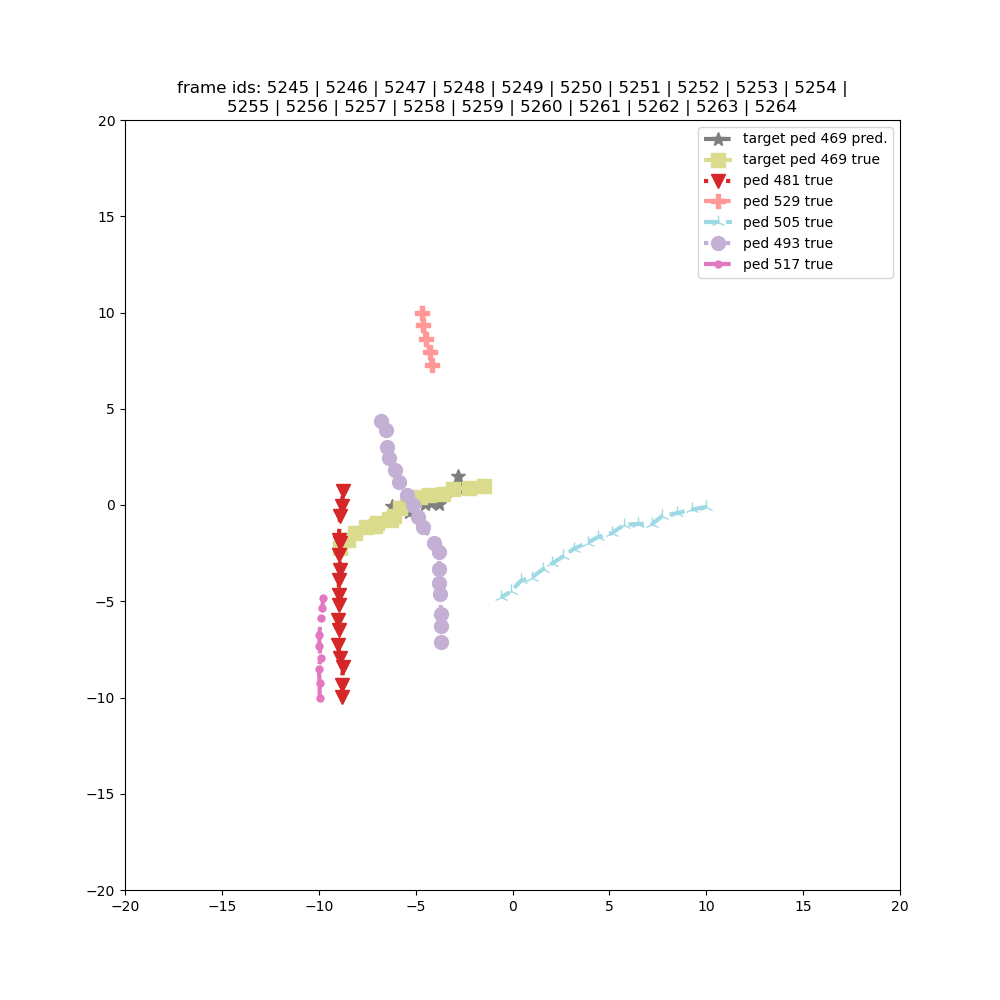 frame ids: 5245 | 5246 | 5247 | 5248 | 5249 | 5250 | 5251 | 5252 | 5253 | 5254 |
5255 | 5256 | 5257 | 5258 | 5259 | 5260 | 5261 | 5262 | 5263 | 5264
target ped 469 pred.
target ped 469 true
ped 481 true
ped 529 true
ped 505 true
ped 493 true
ped 517 true
20
15
10
5
0
−5
−10
−15
−20
−20 −15 −10 −5 0 5 10 15 20